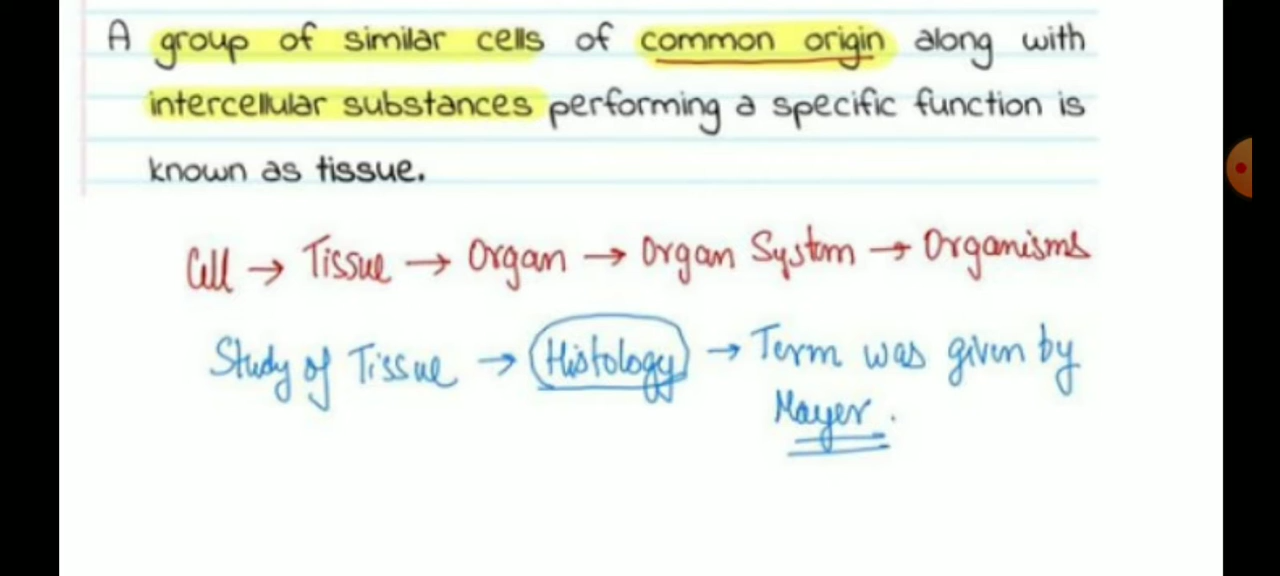 A group of similar cells of common origin along with
intercellular substances performing a specific function is
known as tissue.
Cell → Tissue → Organ → Organ System → Organisms
Study of Tissue → Histology → Term was given by
Mayer.